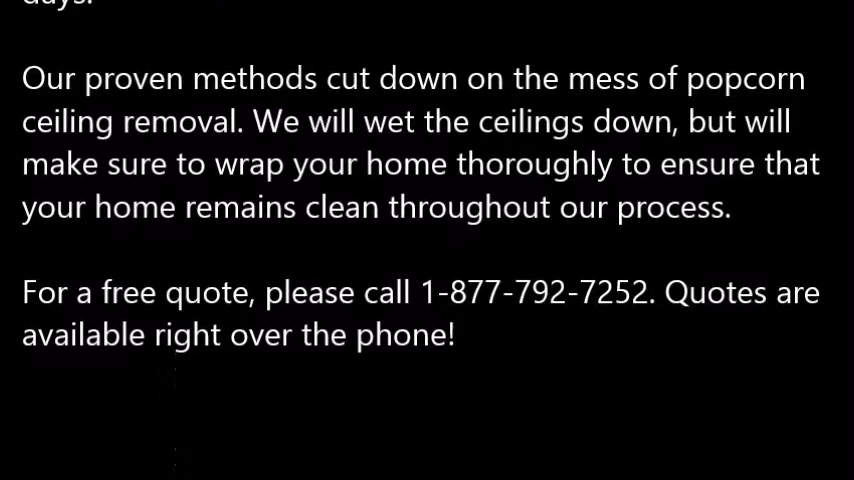 days.
Our proven methods cut down on the mess of popcorn
ceiling removal. We will wet the ceilings down, but will
make sure to wrap your home thoroughly to ensure that
your home remains clean throughout our process.
For a free quote, please call 1-877-792-7252. Quotes are
available right over the phone!